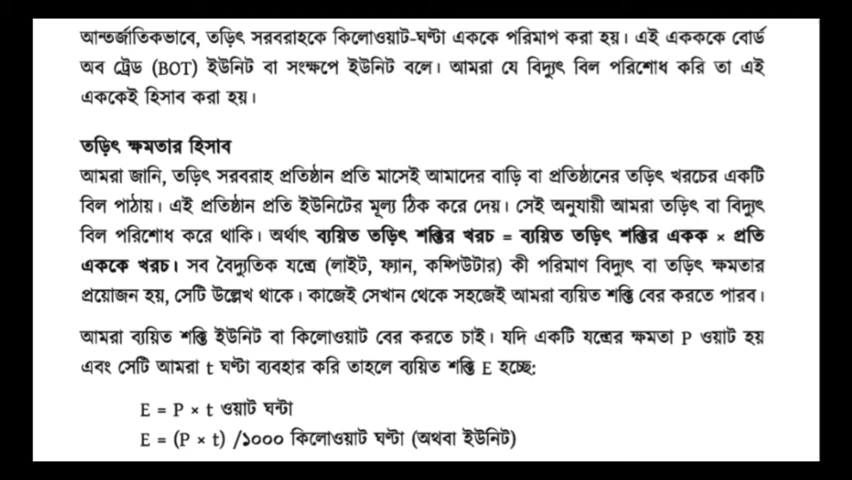 আন্তর্জাতিকভাবে, তড়িৎ সরবরাহকে কিলোওয়াট-ঘণ্টা এককে পরিমাপ করা হয়। এই একককে বোর্ড
অব ট্রেড (BOT) ইউনিট বা সংক্ষেপে ইউনিট বলে। আমরা যে বিদ্যুৎ বিল পরিশোধ করি তা এই
এককেই হিসাব করা হয়।
তড়িৎ ক্ষমতার হিসাব
আমরা জানি, তড়িৎ সরবরাহ প্রতিষ্ঠান প্রতি মাসেই আমাদের বাড়ি বা প্রতিষ্ঠানের তড়িৎ খরচের একটি
বিল পাঠায়। এই প্রতিষ্ঠান প্রতি ইউনিটের মূল্য ঠিক করে দেয়। সেই অনুযায়ী আমরা তড়িৎ বা বিদ্যুৎ
বিল পরিশোধ করে থাকি। অর্থাৎ ব্যয়িত তড়িৎ শক্তির খরচ = ব্যয়িত তড়িৎ শক্তির একক × প্রতি
এককে খরচ। সব বৈদ্যুতিক যন্ত্রে (লাইট, ফ্যান, কম্পিউটার) কী পরিমাণ বিদ্যুৎ বা তড়িৎ ক্ষমতার
প্রয়োজন হয়, সেটি উল্লেখ থাকে। কাজেই সেখান থেকে সহজেই আমরা ব্যয়িত শক্তি বের করতে পারব।
আমরা ব্যয়িত শক্তি ইউনিট বা কিলোওয়াট বের করতে চাই। যদি একটি যন্ত্রের ক্ষমতা P ওয়াট হয়
এবং সেটি আমরা t ঘণ্টা ব্যবহার করি তাহলে ব্যয়িত শক্তি E হচ্ছে:
E = P × t ওয়াট ঘন্টা
E = (P × t) /১০০০ কিলোওয়াট ঘণ্টা (অথবা ইউনিট)